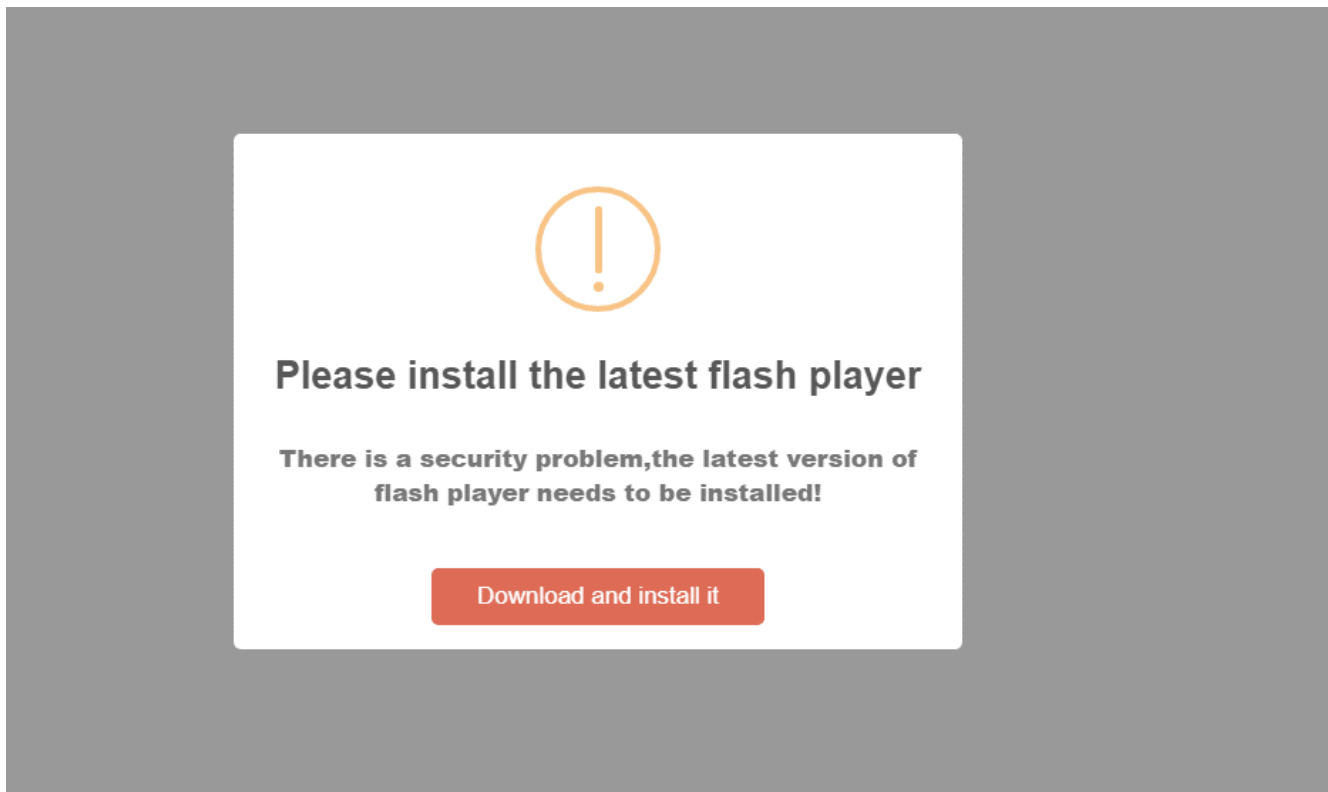 Please install the latest flash player
There is a security problem,the latest version of
flash player needs to be installed!
Download and install it